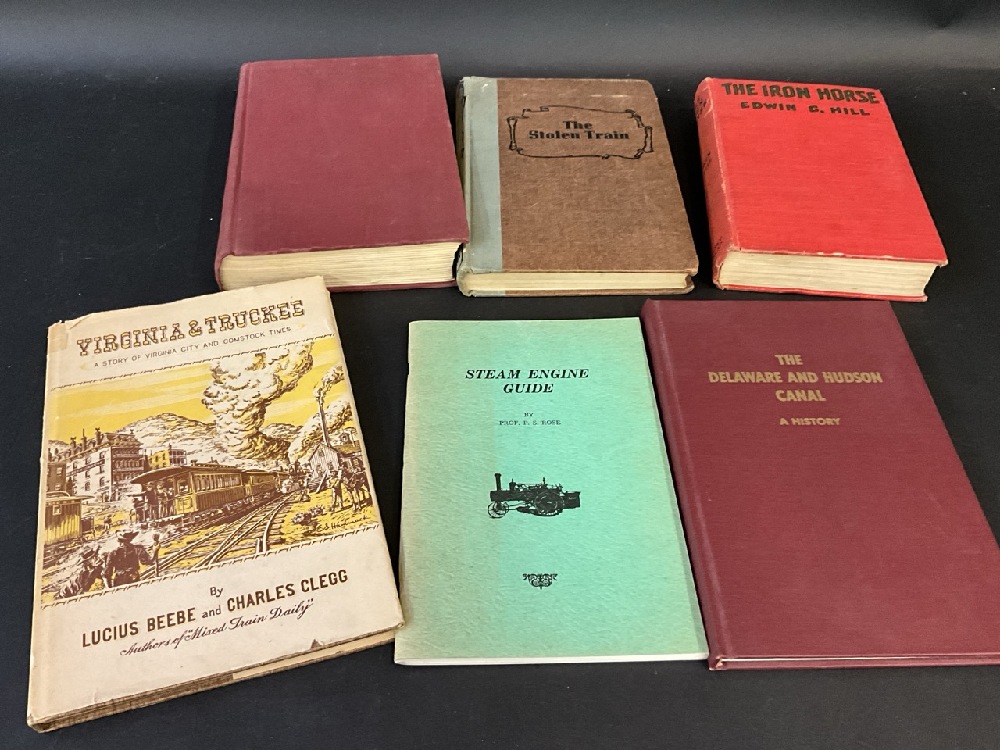 The
Stolen Train
THE IRON HORSE
EDWIN C. HILL
VIRGINIA & TRUCKEE
A STORY OF VIRGINIA CITY AND COMSTOCK TIMES
By
LUCIUS BEEBE and CHARLES CLEGG
Authors of "Mixed Train Daily"
STEAM ENGINE
GUIDE
BY
PROF. P. S. ROSE
THE
DELAWARE AND HUDSON
CANAL
A HISTORY